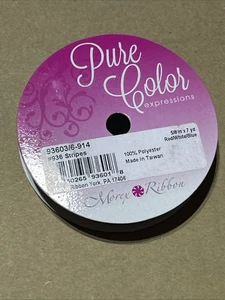 Pure
Color
expressions
93603/6-914
#936 Stripes
5/8 in x 7 yd
Red/White/Blue
100% Polyester
Made in Taiwan
Ribbon York, PA 17406
Morex Ribbon